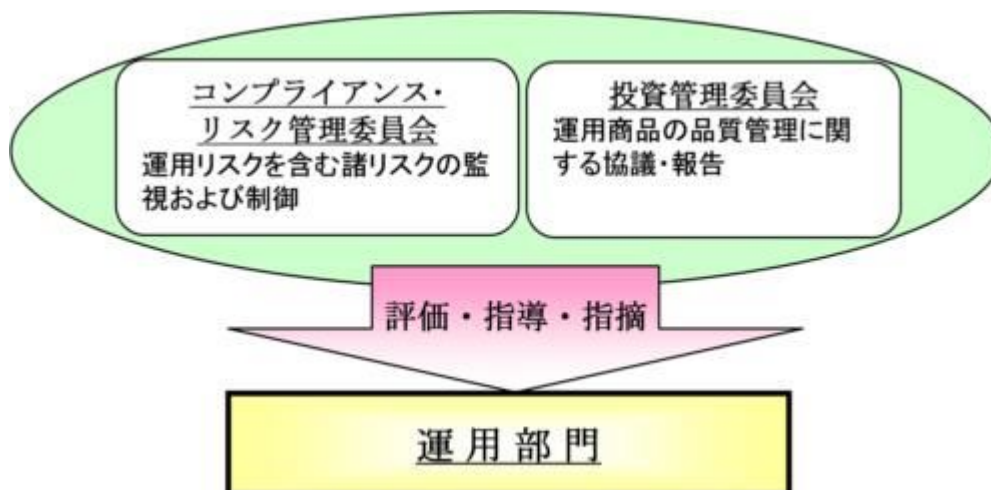 コンプライアンス・
リスク管理委員会
運用リスクを含む諸リスクの監
視および制御
投資管理委員会
運用商品の品質管理に関
する協議・報告
評価・指導・指摘
運用部門